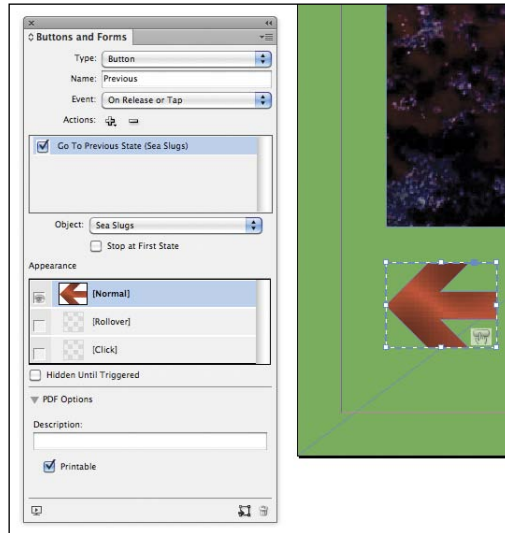 Buttons and Forms
Type: Button
Name: Previous
Event: On Release or Tap
Actions:
Go To Previous State (Sea Slugs)
Object: Sea Slugs
Stop at First State
Appearance
[Normal]
[Rollover]
[Click]
Hidden Until Triggered
PDF Options
Description:
Printable